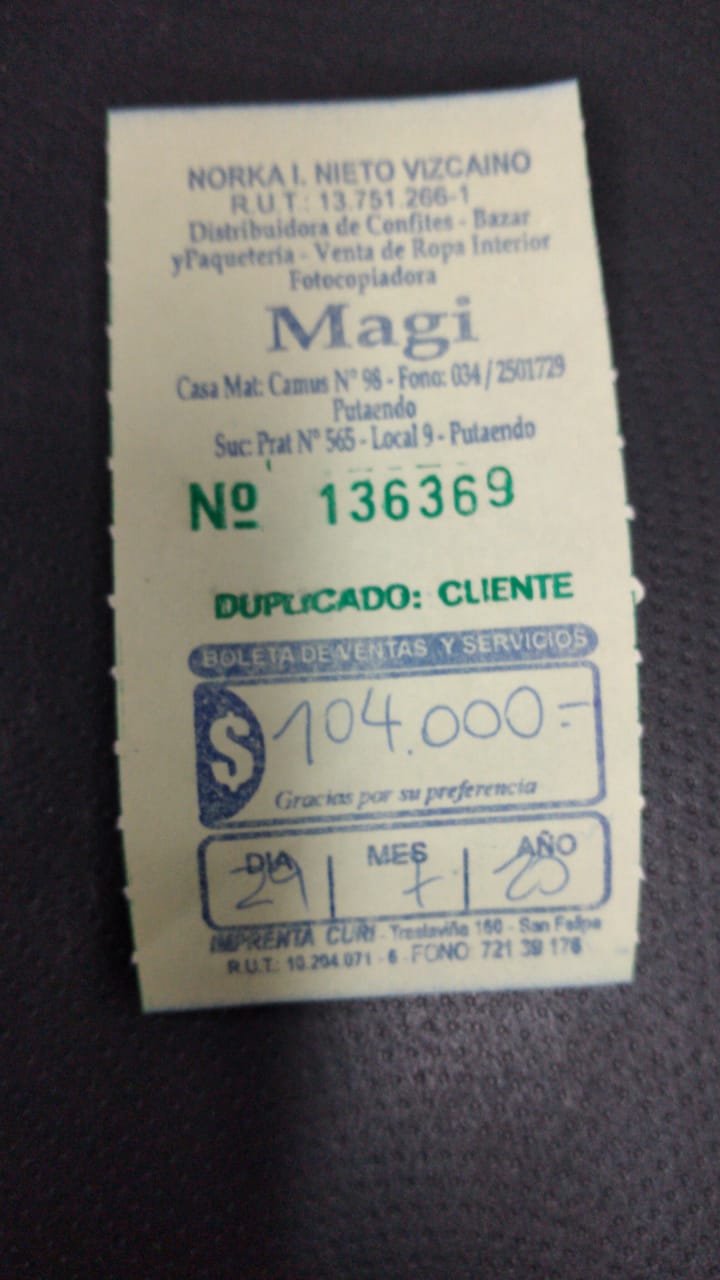 NORKA I. NIETO VIZCAINO
R.U.T.: 13.751.266-1
Distribuidora de Confites - Bazar
yPaquetería - Venta de Ropa Interior
Fotocopiadora
Magi
Casa Mat: Camus N° 98 - Fono: 034 / 2501729
Putaendo
Suc: Prat N° 565 - Local 9 - Putaendo
Nº 136369
DUPLICADO: CLIENTE
BOLETA DE VENTAS Y SERVICIOS
$ 104.000=
Gracias por su preferencia
DIA MES AÑO
29 7
IMPRENTA CURI - Traslaviña 160 - San Felipe
R.U.T.: 10.204.071 - 6 - FONO: 721 39 176